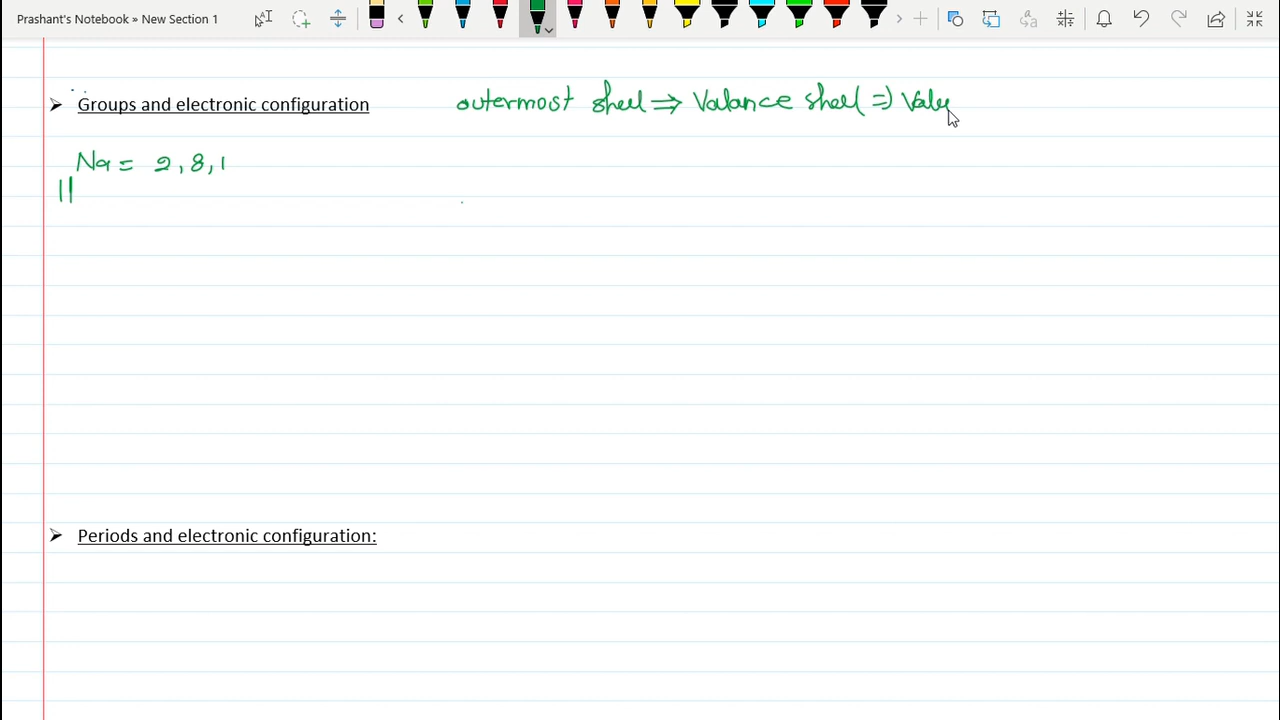 Prashant's Notebook » New Section 1
➢ Groups and electronic configuration
outermost shell ⇒ Valance shell ⇒
Na = 2, 8, 1
11
➢ Periods and electronic configuration: